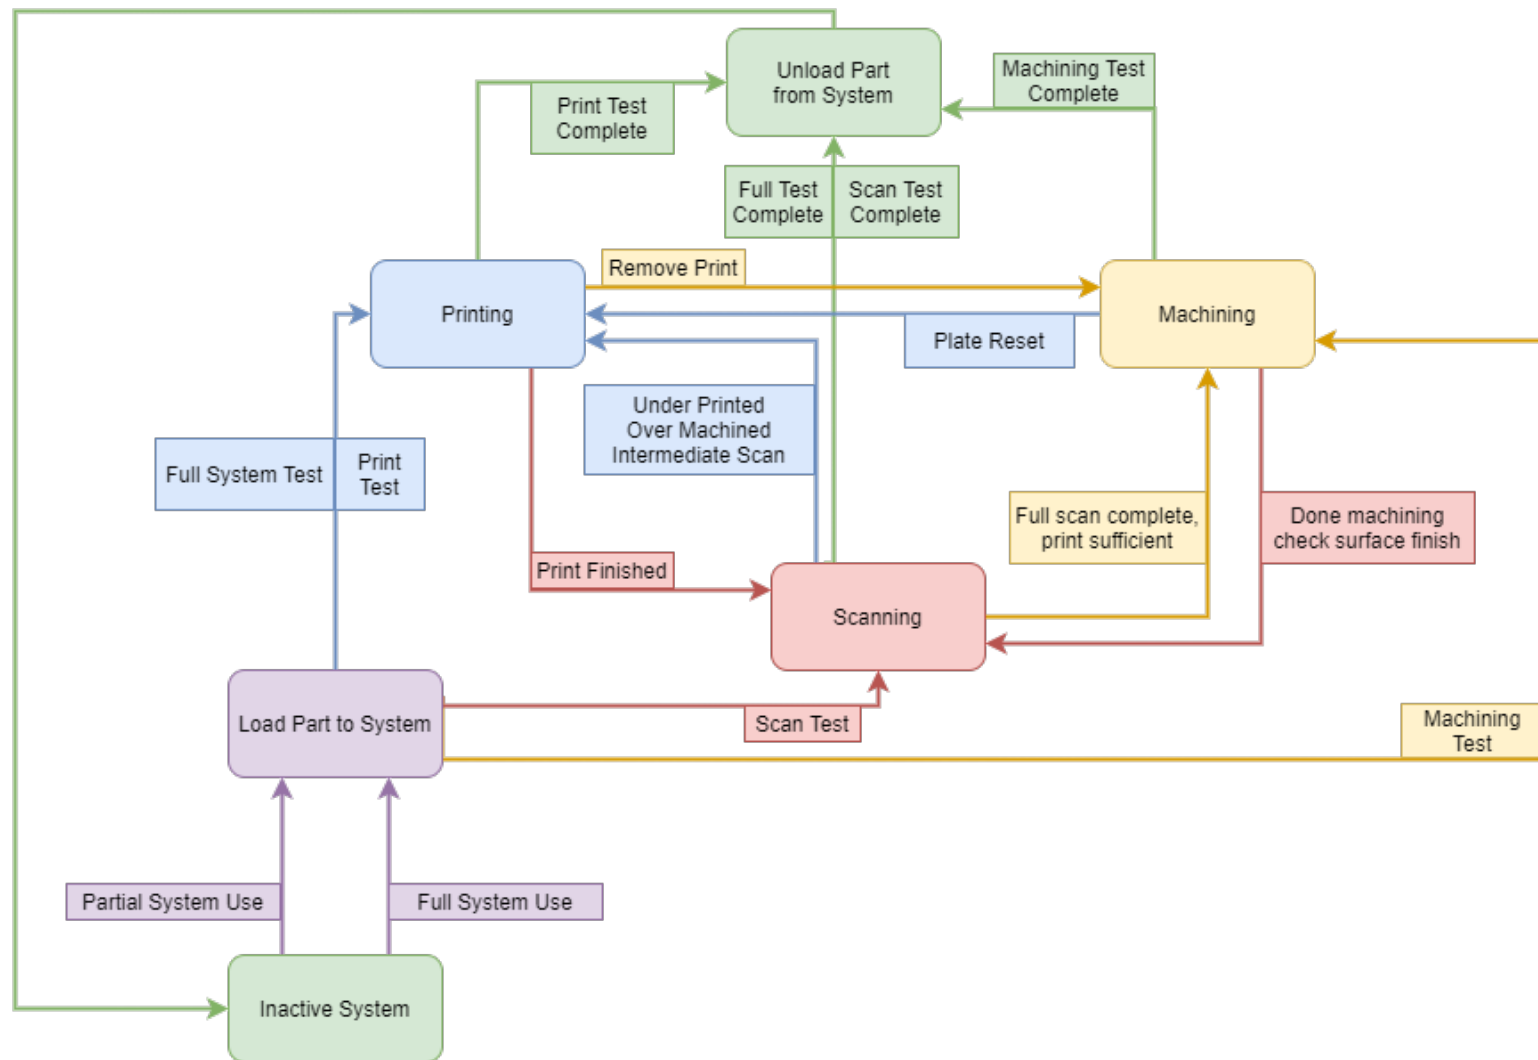 Unload Part
from System
Machining Test
Complete
Print Test
Complete
Full Test
Complete
Scan Test
Complete
Remove Print
Printing
Machining
Plate Reset
Under Printed
Over Machined
Intermediate Scan
Full System Test
Print
Test
Full scan complete,
print sufficient
Done machining
check surface finish
Print Finished
Scanning
Load Part to System
Scan Test
Machining
Test
Partial System Use
Full System Use
Inactive System